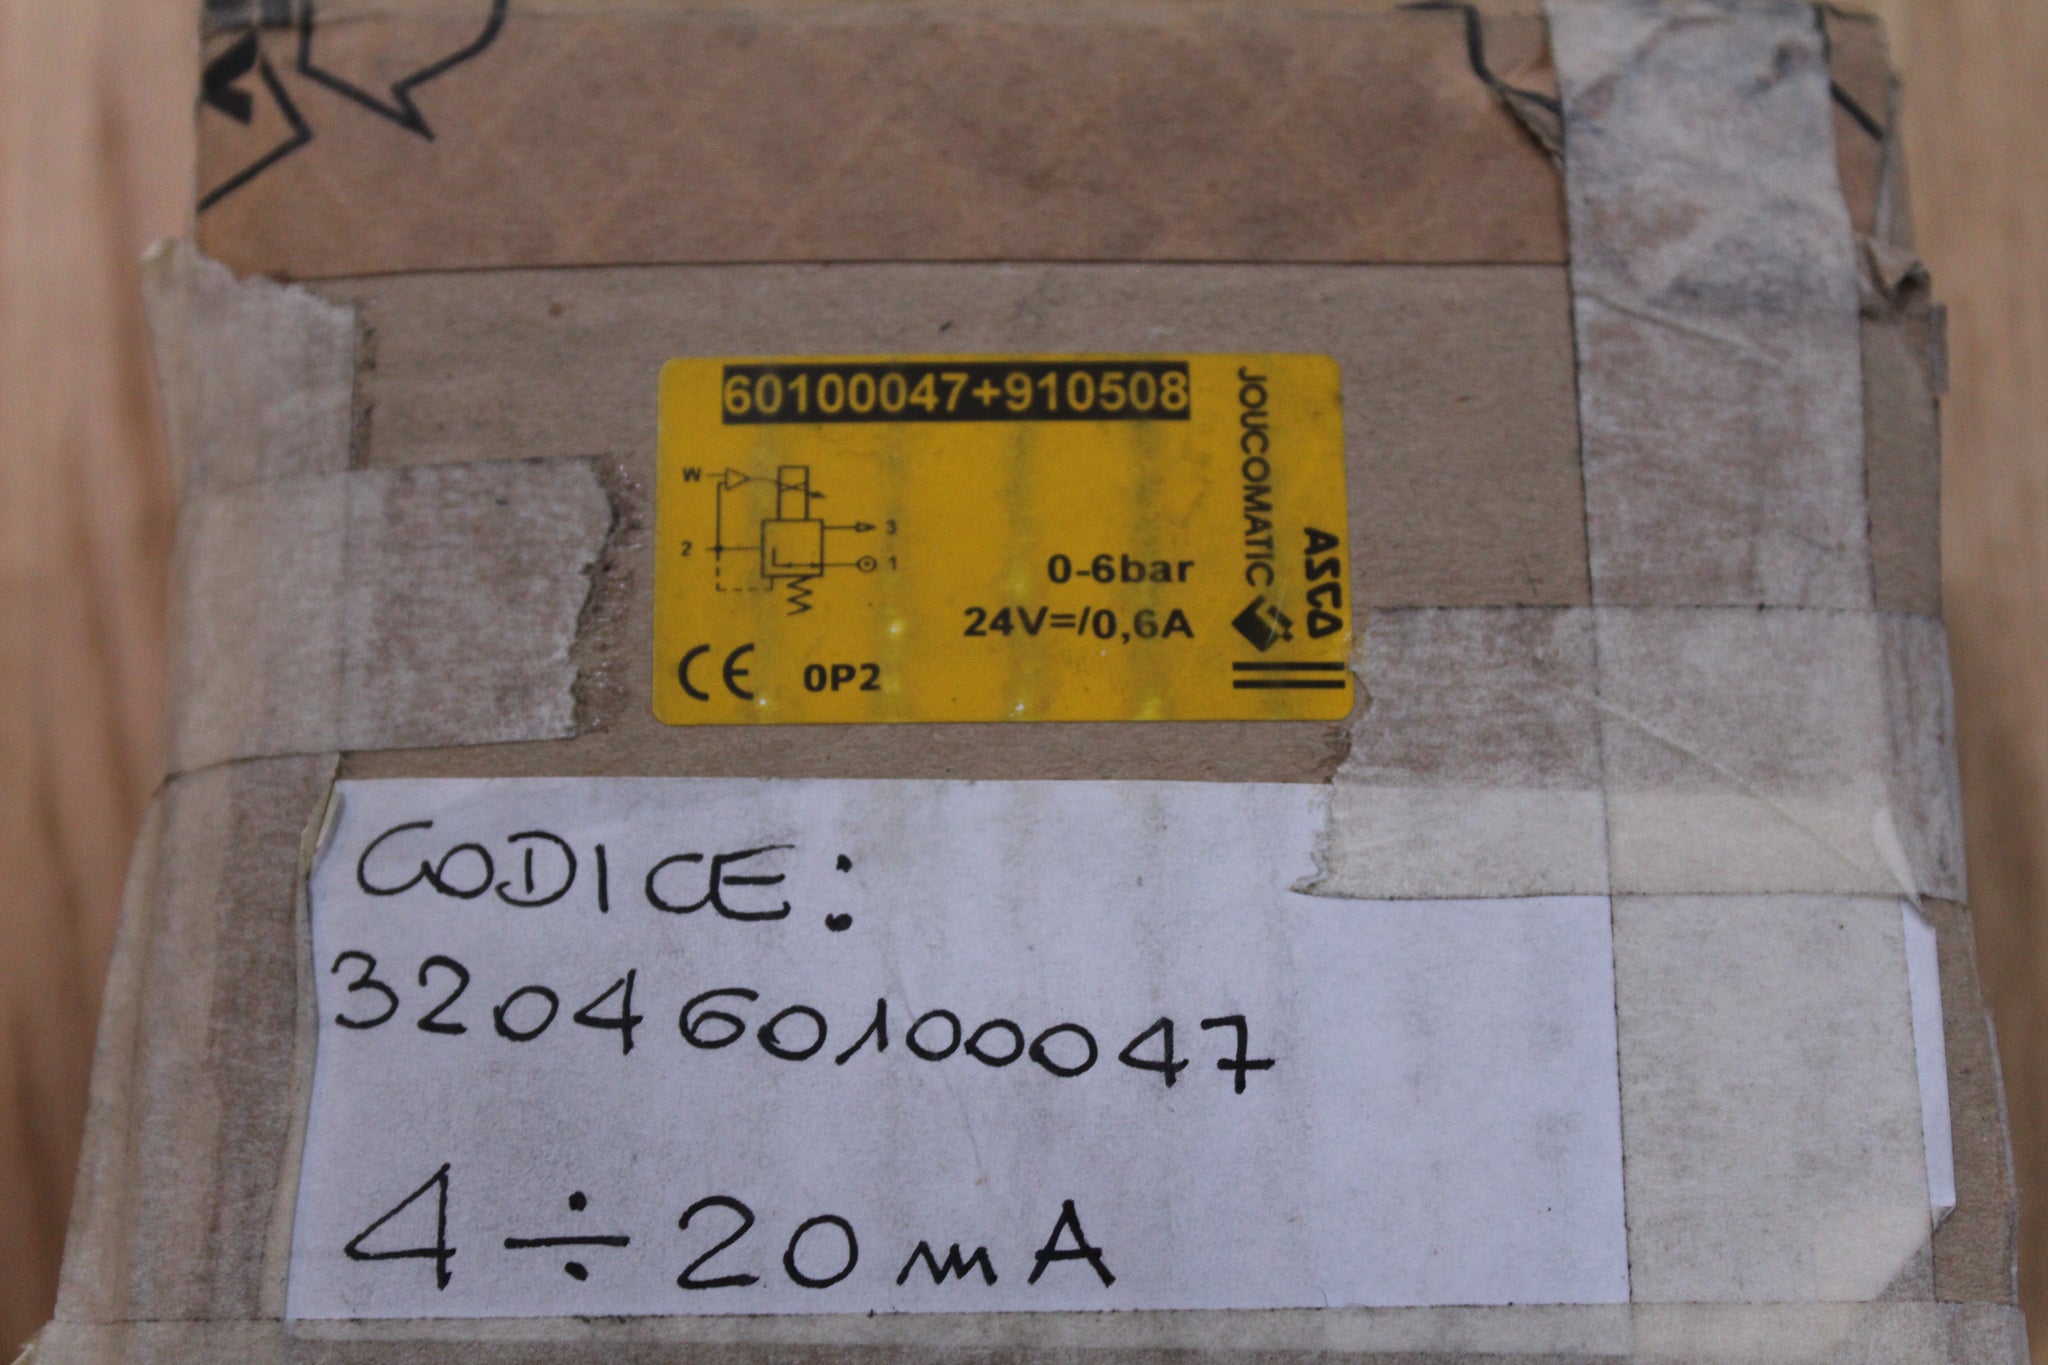 60100047+910508
W
3
2
1
0-6bar
24V=/0,6A
CE 0P2
JOUCOMATIC
ASCO
CODICE:
320460100047
4÷20mA